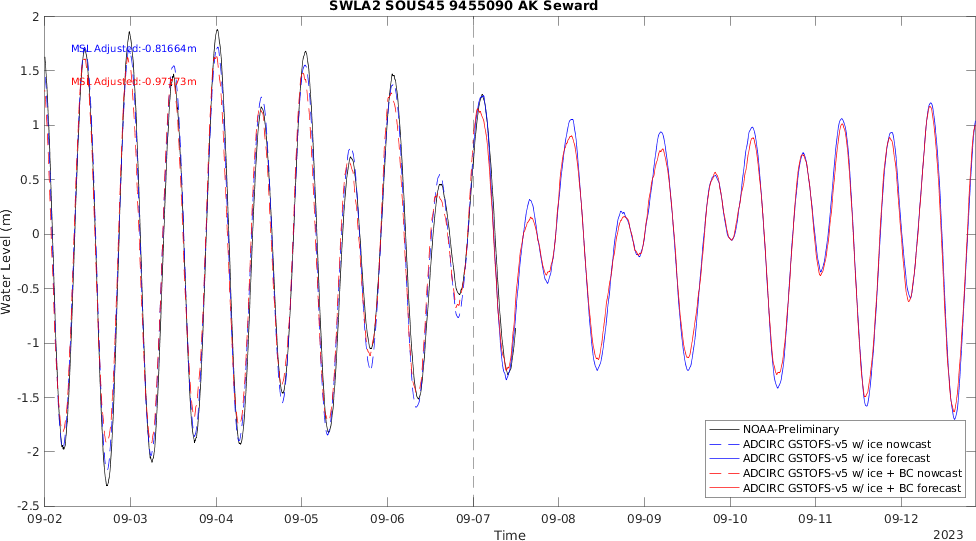 SWLA2 SOUS45 9455090 AK Seward
MSL Adjusted:-0.81664m
MSL Adjusted:-0.97173m
2
1.5
1
0.5
0
-0.5
-1
-1.5
-2
-2.5
Water Level (m)
NOAA-Preliminary
ADCIRC GSTOFS-v5 w/ ice nowcast
ADCIRC GSTOFS-v5 w/ ice forecast
ADCIRC GSTOFS-v5 w/ ice + BC nowcast
ADCIRC GSTOFS-v5 w/ ice + BC forecast
09-02 09-03 09-04 09-05 09-06 09-07 09-08 09-09 09-10 09-11 09-12
Time
2023